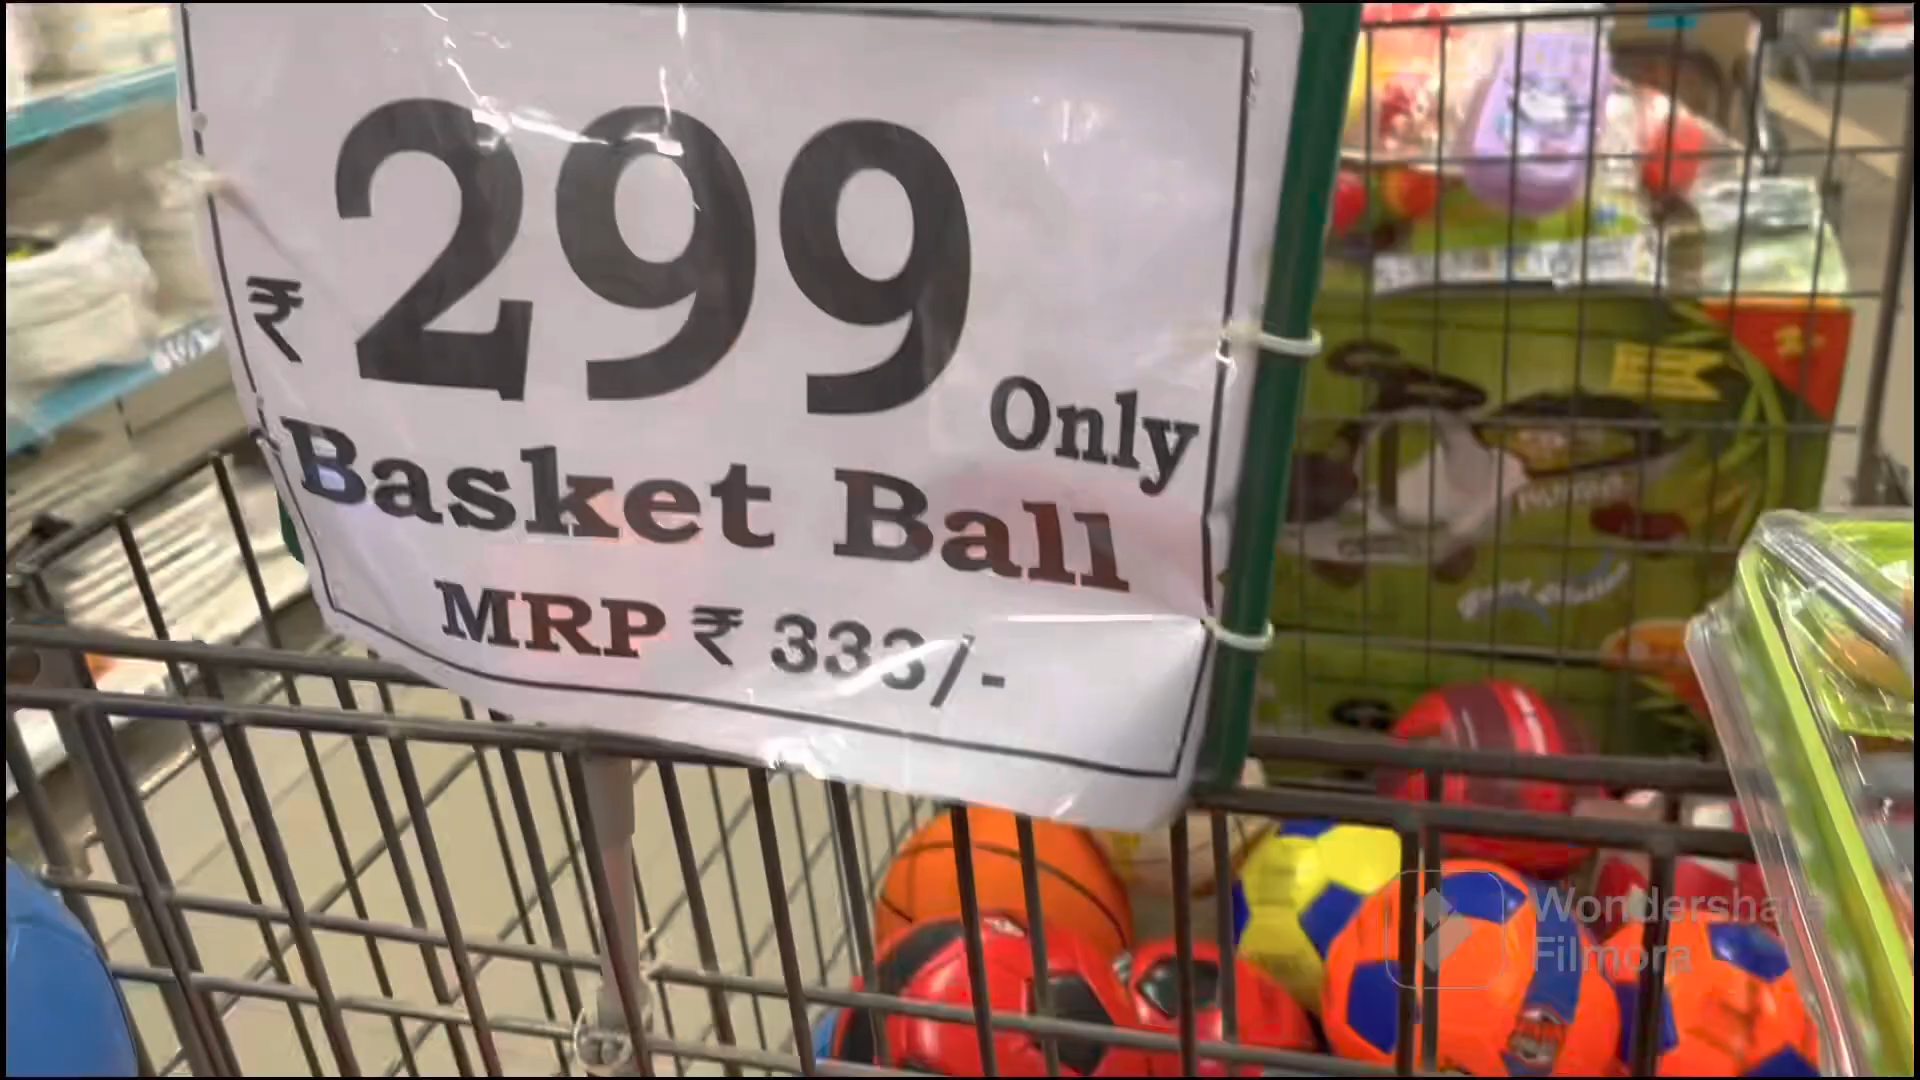 ₹ 299 Only
Basket Ball
MRP ₹ 333/-
Wondershare
Filmora